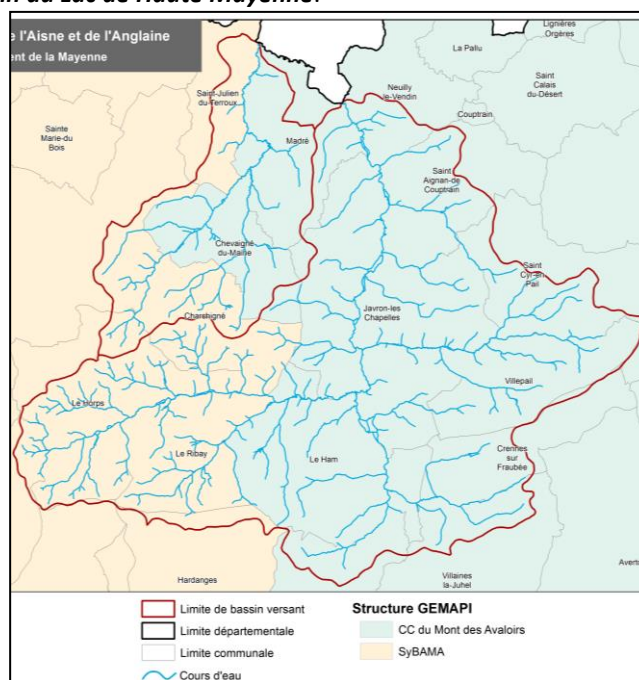 n du Lac de Haute Mayenne.
e l'Aisne et de l'Anglaine
ent de la Mayenne
Lignières
Orgères
La Pallu
Saint
Calais
du-Désert
Neuilly
le-Vendin
Couptrain
Saint-Julien
du-Terroux
Sainte
Marie-du
Bois
Madré
Saint
Aignan-de
Couptrain
Chevaigné
du-Maine
Saint
Cyr-en
Pail
Charchigné
Javron-les
Chapelles
Villepail
Le Horps
Le Ribay
Le Ham
Crennes
sur
Fraubée
Averto
Hardanges
Villaines
la-Juhel
Limite de bassin versant
Limite départementale
Limite communale
Cours d'eau
Structure GEMAPI
CC du Mont des Avaloirs
SyBAMA